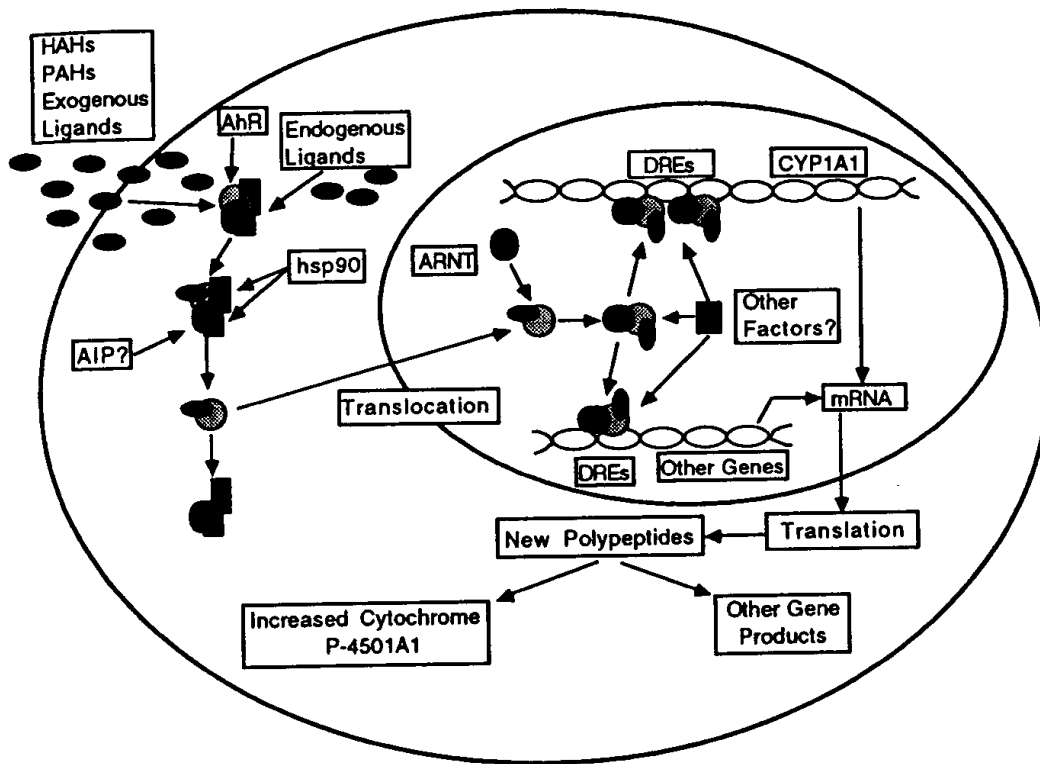 HAHs
PAHs
Exogenous
Ligands
AhR
Endogenous
Ligands
DREs
CYP1A1
hsp90
ARNT
Other
Factors?
AIP?
Translocation
mRNA
DREs
Other Genes
New Polypeptides
Translation
Increased Cytochrome
P-4501A1
Other Gene
Products